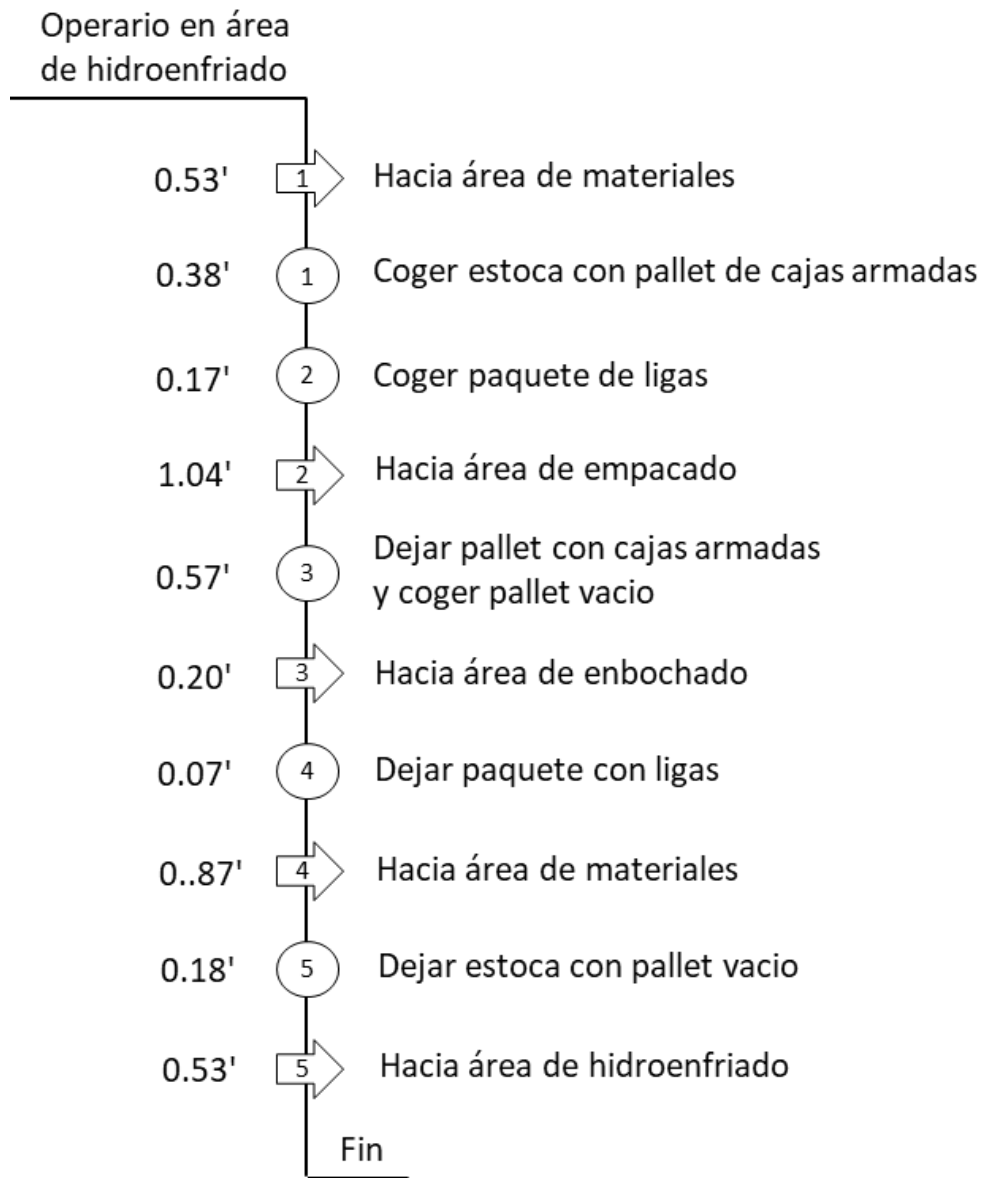 Operario en área
de hidroenfriado
0.53' 1 Hacia área de materiales
0.38' 1 Coger estoca con pallet de cajas armadas
0.17' 2 Coger paquete de ligas
1.04' 2 Hacia área de empacado
0.57' 3 Dejar pallet con cajas armadas
y coger pallet vacio
0.20' 3 Hacia área de enbochado
0.07' 4 Dejar paquete con ligas
0..87' 4 Hacia área de materiales
0.18' 5 Dejar estoca con pallet vacio
0.53' 5 Hacia área de hidroenfriado
Fin